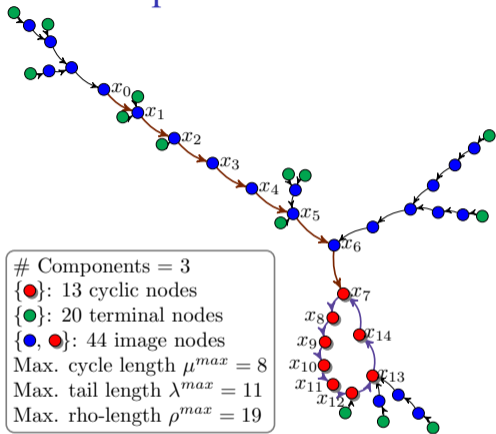 x₀
x₁
x₂
x₃
x₄
x₅
x₆
x₇
x₈
x₁₄
x₉
x₁₀
x₁₁
x₁₃
x₁₂
# Components = 3
{●}: 13 cyclic nodes
{●}: 20 terminal nodes
{●, ●}: 44 image nodes
Max. cycle length μᵐᵃˣ = 8
Max. tail length λᵐᵃˣ = 11
Max. rho-length ρᵐᵃˣ = 19